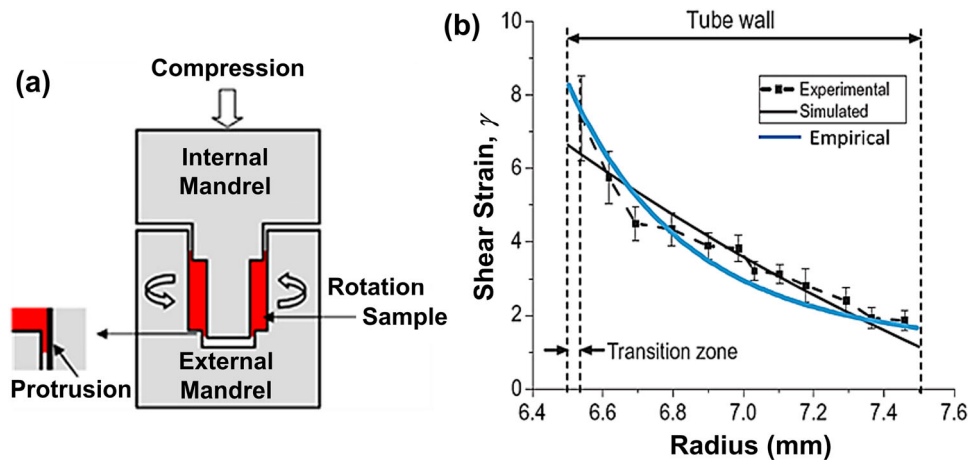 (a)
Compression
Internal
Mandrel
Rotation
Sample
External
Mandrel
Protrusion
(b)
Tube wall
Experimental
Simulated
Empirical
Transition zone
Shear Strain, γ
10
8
6
4
2
0
6.4 6.6 6.8 7.0 7.2 7.4 7.6
Radius (mm)